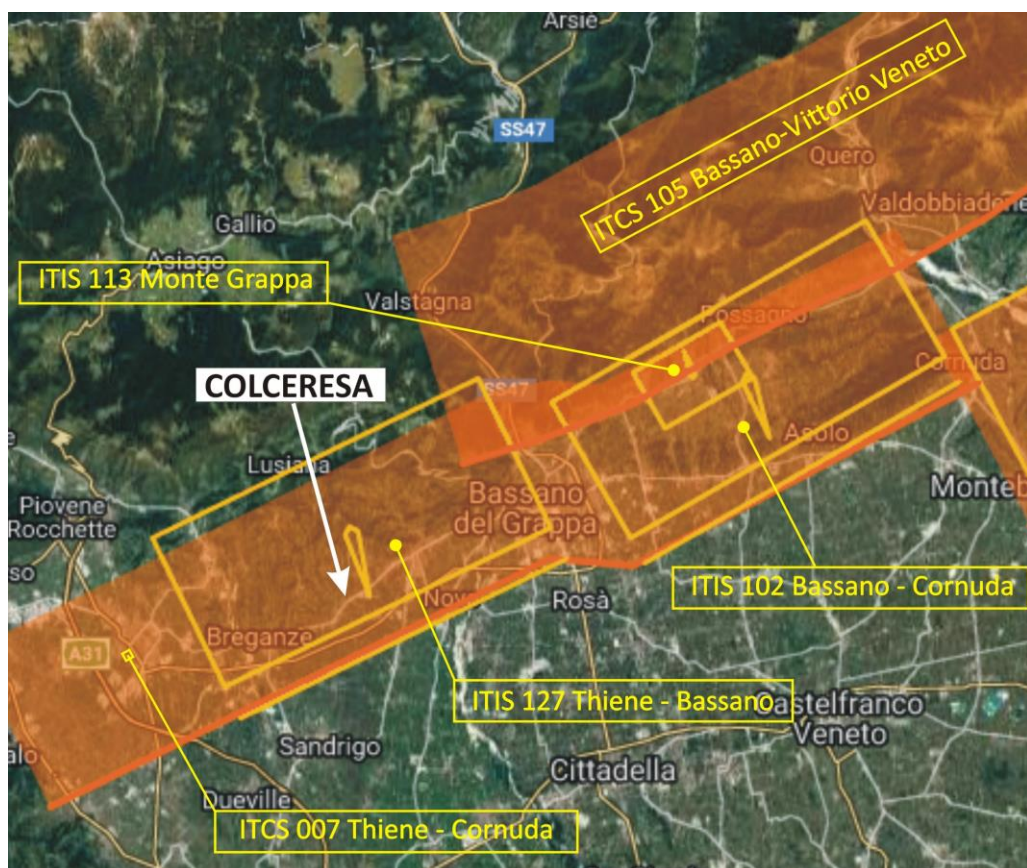 Arsiè
ITCS 105 Bassano-Vittorio Veneto
SS47
Quero
Valdobbiadene
Gallio
Asiago
ITIS 113 Monte Grappa
Valstagna
Possagno
Cornuda
COLCERESA
SS47
Asolo
Lusiana
Bassano
del Grappa
Piovene
Rocchette
ITIS 102 Bassano - Cornuda
Rosà
Breganze
A31
ITIS 127 Thiene - Bassano
Castelfranco
Veneto
Sandrigo
Cittadella
Dueville
ITCS 007 Thiene - Cornuda